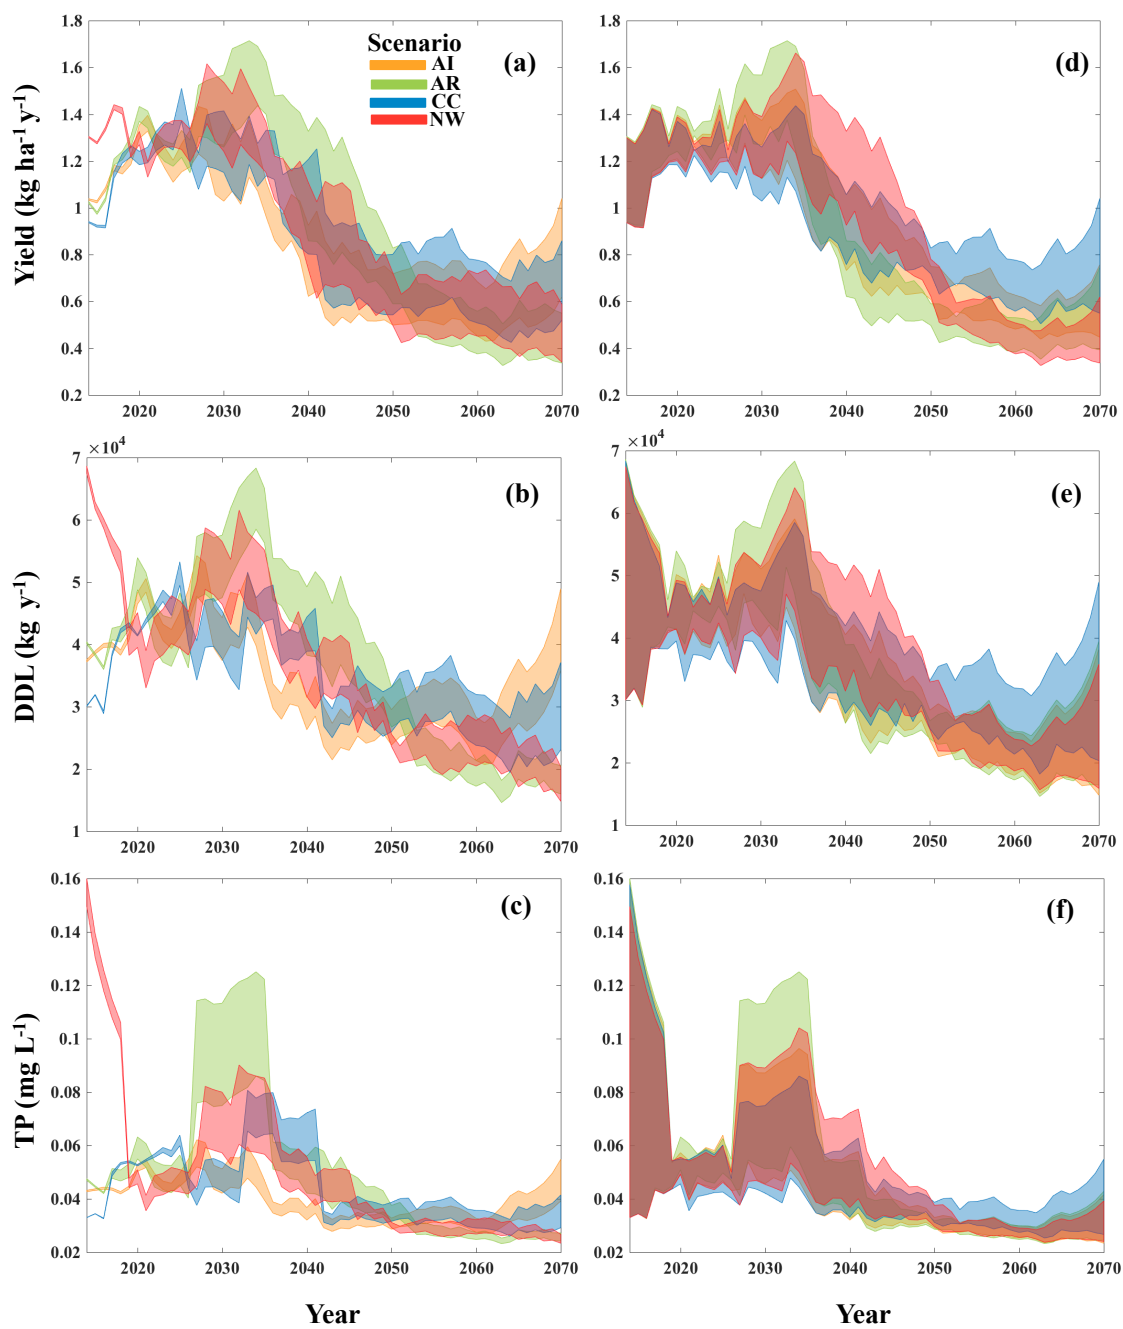 Scenario
AI
AR
CC
NW
(a)
Yield (kg ha⁻¹ y⁻¹)
1.8
1.6
1.4
1.2
1
0.8
0.6
0.4
0.2
2020 2030 2040 2050 2060 2070
(d)
1.8
1.6
1.4
1.2
1
0.8
0.6
0.4
0.2
2020 2030 2040 2050 2060 2070
×10⁴
(b)
DDL (kg y⁻¹)
7
6
5
4
3
2
1
2020 2030 2040 2050 2060 2070
×10⁴
(e)
7
6
5
4
3
2
1
2020 2030 2040 2050 2060 2070
(c)
TP (mg L⁻¹)
0.16
0.14
0.12
0.1
0.08
0.06
0.04
0.02
2020 2030 2040 2050 2060 2070
Year
(f)
0.16
0.14
0.12
0.1
0.08
0.06
0.04
0.02
2020 2030 2040 2050 2060 2070
Year